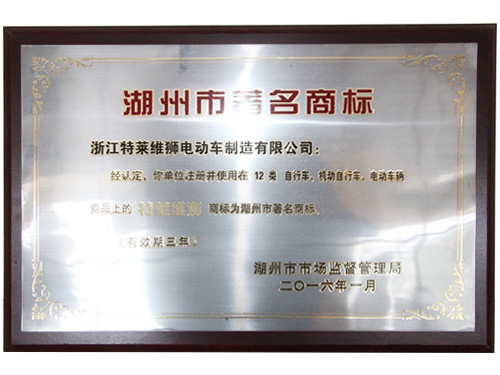 湖州市著名商标
浙江特莱维狮电动车制造有限公司：
经认定，你单位注册并使用在 12 类 自行车、机动自行车、电动车辆
商品上的 特莱维狮 商标为湖州市著名商标。
（有效期三年）
湖州市市场监督管理局
二〇一六年一月